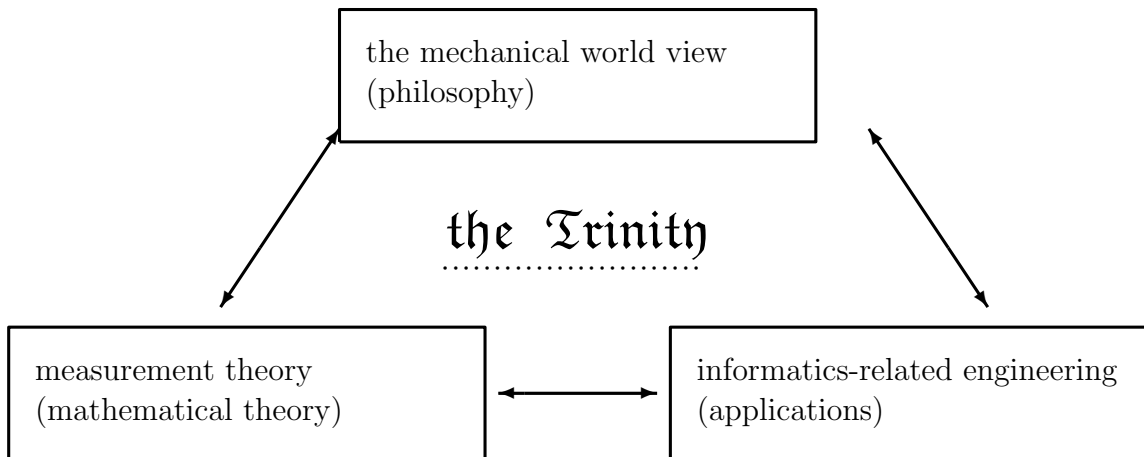 the mechanical world view
(philosophy)
the Trinity
measurement theory
(mathematical theory)
informatics-related engineering
(applications)